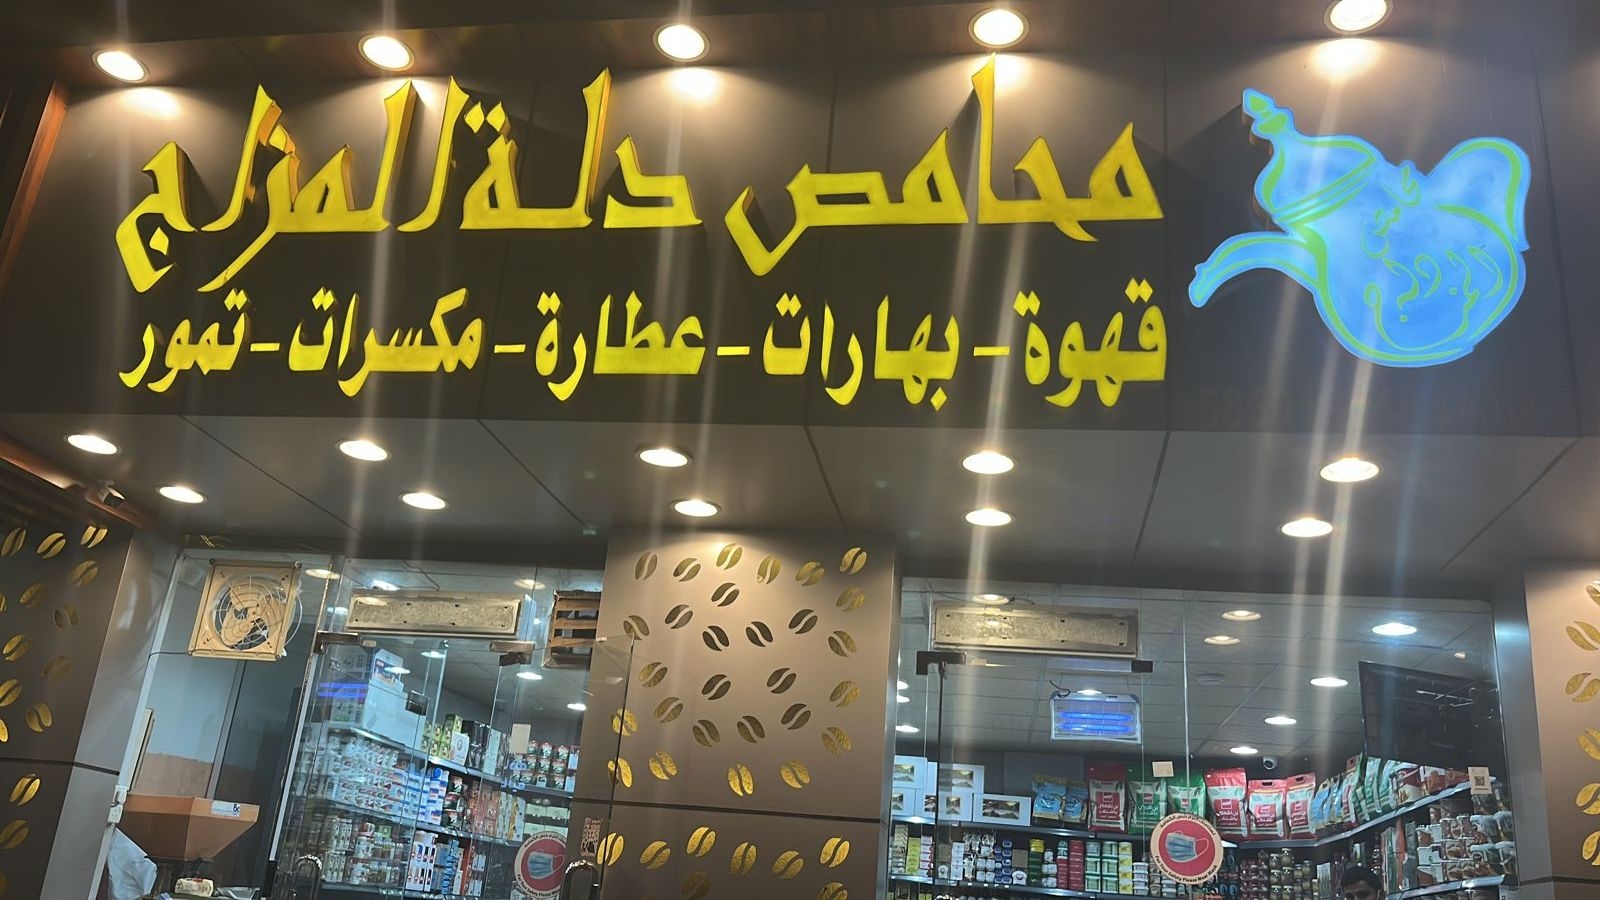 محامص دلة المزاج
قهوة - بهارات - عطارة - مكسرات - تمور